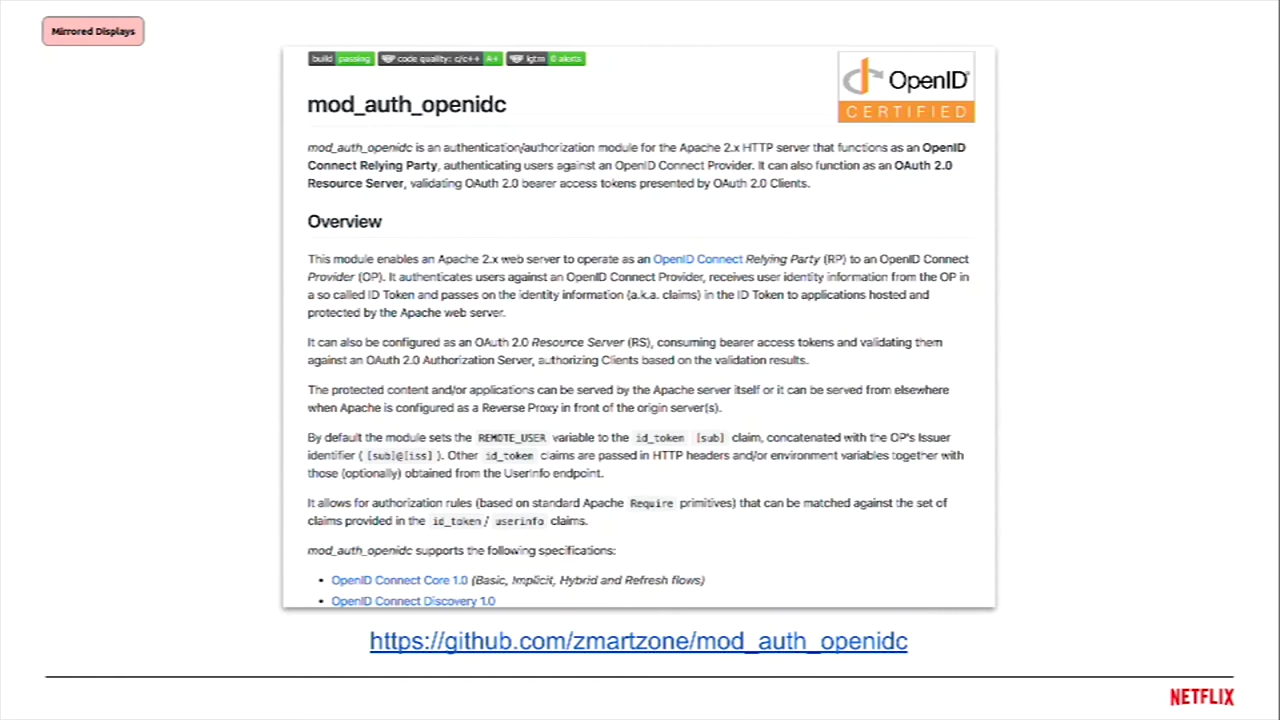 Mirrored Displays
build passing code quality: c/c++ A+ lgtm 0 alerts
OpenID®
CERTIFIED
mod_auth_openidc
mod_auth_openidc is an authentication/authorization module for the Apache 2.x HTTP server that functions as an OpenID
Connect Relying Party, authenticating users against an OpenID Connect Provider. It can also function as an OAuth 2.0
Resource Server, validating OAuth 2.0 bearer access tokens presented by OAuth 2.0 Clients.
Overview
This module enables an Apache 2.x web server to operate as an OpenID Connect Relying Party (RP) to an OpenID Connect
Provider (OP). It authenticates users against an OpenID Connect Provider, receives user identity information from the OP in
a so called ID Token and passes on the identity information (a.k.a. claims) in the ID Token to applications hosted and
protected by the Apache web server.
It can also be configured as an OAuth 2.0 Resource Server (RS), consuming bearer access tokens and validating them
against an OAuth 2.0 Authorization Server, authorizing Clients based on the validation results.
The protected content and/or applications can be served by the Apache server itself or it can be served from elsewhere
when Apache is configured as a Reverse Proxy in front of the origin server(s).
By default the module sets the REMOTE_USER variable to the id_token [sub] claim, concatenated with the OP's Issuer
identifier ( [sub]@[iss] ). Other id_token claims are passed in HTTP headers and/or environment variables together with
those (optionally) obtained from the UserInfo endpoint.
It allows for authorization rules (based on standard Apache Require primitives) that can be matched against the set of
claims provided in the id_token / userinfo claims.
mod_auth_openidc supports the following specifications:
• OpenID Connect Core 1.0 (Basic, Implicit, Hybrid and Refresh flows)
• OpenID Connect Discovery 1.0
https://github.com/zmartzone/mod_auth_openidc
NETFLIX